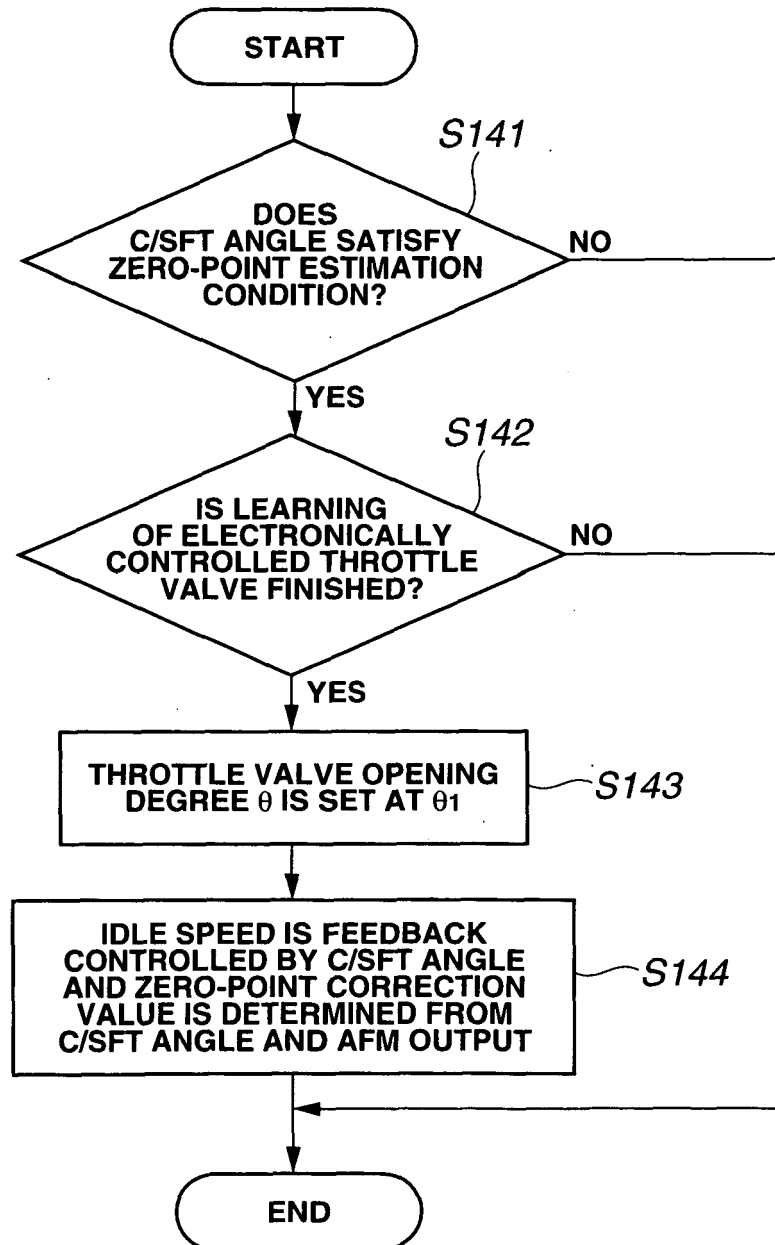 START
S141
DOES
C/SFT ANGLE SATISFY
ZERO-POINT ESTIMATION
CONDITION?
NO
YES
S142
IS LEARNING
OF ELECTRONICALLY
CONTROLLED THROTTLE
VALVE FINISHED?
NO
YES
THROTTLE VALVE OPENING
DEGREE θ IS SET AT θ1
S143
IDLE SPEED IS FEEDBACK
CONTROLLED BY C/SFT ANGLE
AND ZERO-POINT CORRECTION
VALUE IS DETERMINED FROM
C/SFT ANGLE AND AFM OUTPUT
S144
END